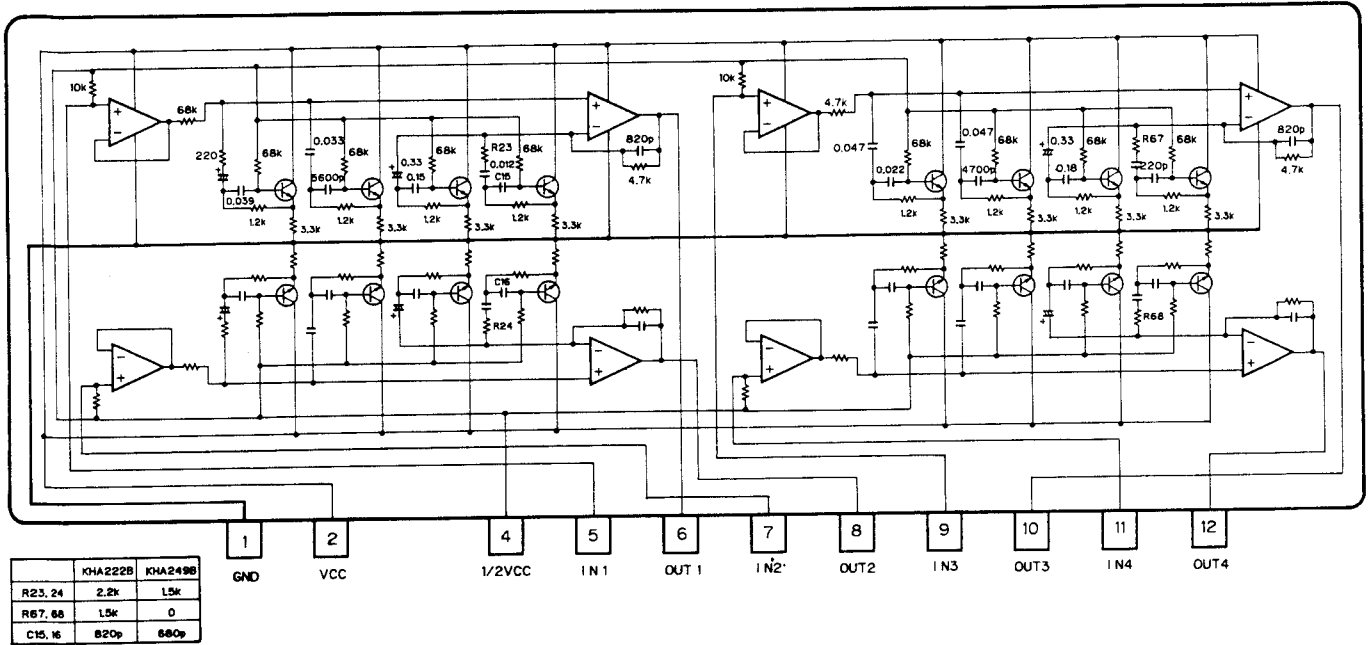 10k
+
−
68k
220
+
0.039
68k
1.2k
3.3k
0.033
5600p
68k
1.2k
3.3k
0.33
+
0.15
68k
1.2k
3.3k
R23
0.012
C15
68k
1.2k
3.3k
+
−
820p
4.7k
10k
+
−
4.7k
0.047
0.022
68k
1.2k
3.3k
0.047
4700p
68k
1.2k
3.3k
0.33
+
0.18
68k
1.2k
3.3k
R67
220p
68k
1.2k
3.3k
+
−
820p
4.7k
−
+
+
+
C16
R24
−
+
−
+
+
R68
−
+
1 2 4 5 6 7 8 9 10 11 12
GND VCC 1/2VCC IN1 OUT1 IN2 OUT2 IN3 OUT3 IN4 OUT4
KHA222B KHA249B
R23, 24 2.2k 1.5k
R67, 68 1.5k 0
C15, 16 820p 680p